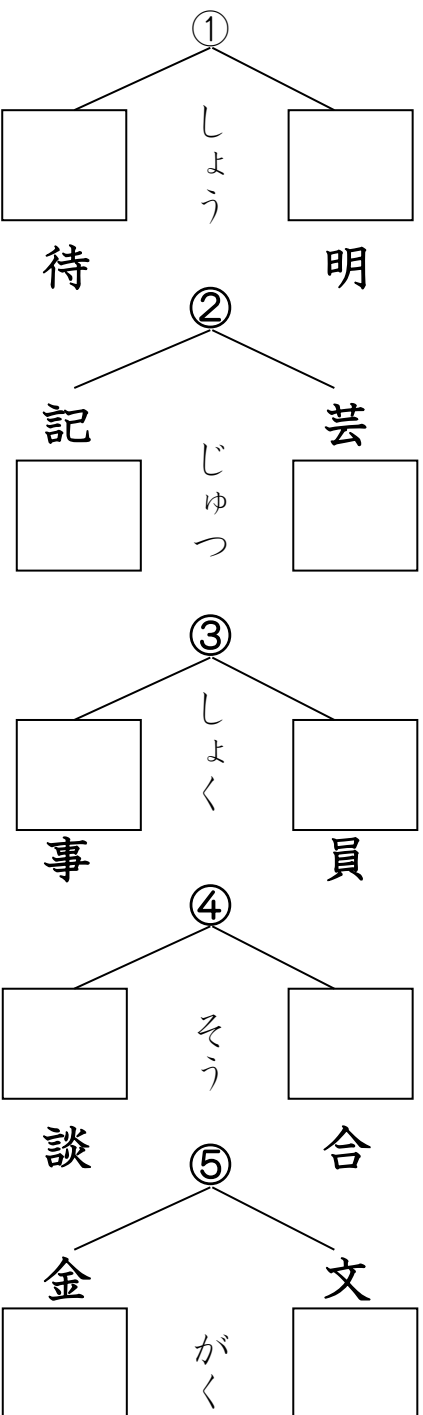 ①
しょう
明
待
②
芸
記
じゅつ
③
しょく
員
事
④
そう
合
談
⑤
文
金
がく